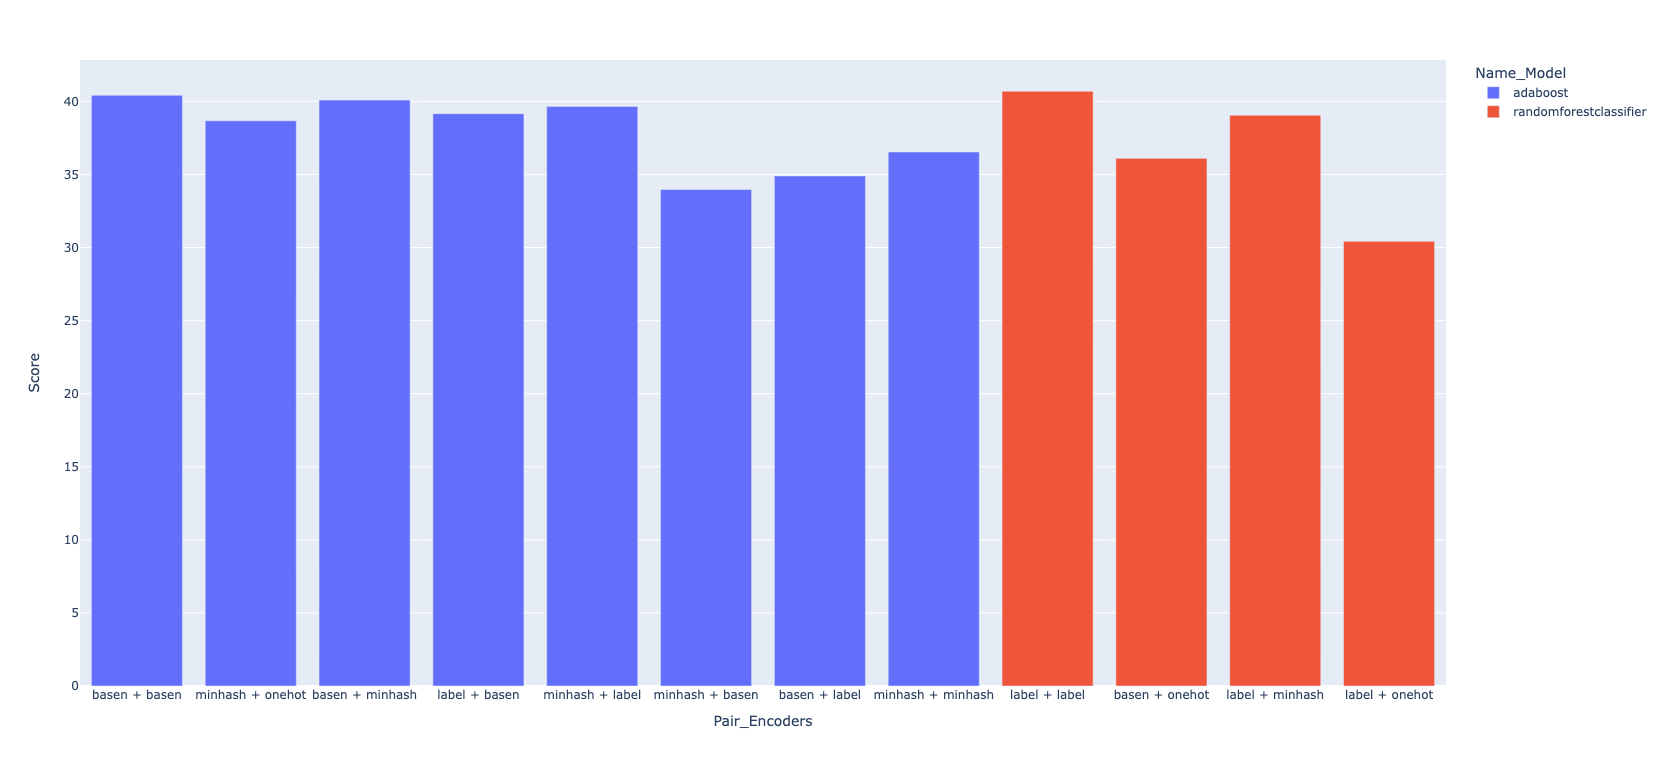 Name_Model
adaboost
randomforestclassifier
Score
40
35
30
25
20
15
10
5
0
basen + basen minhash + onehot basen + minhash label + basen minhash + label minhash + basen basen + label minhash + minhash label + label basen + onehot label + minhash label + onehot
Pair_Encoders